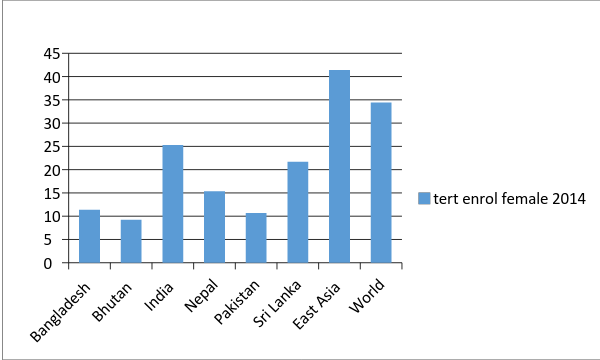 45
40
35
30
25
20
15
10
5
0
Bangladesh
Bhutan
India
Nepal
Pakistan
Sri Lanka
East Asia
World
tert enrol female 2014